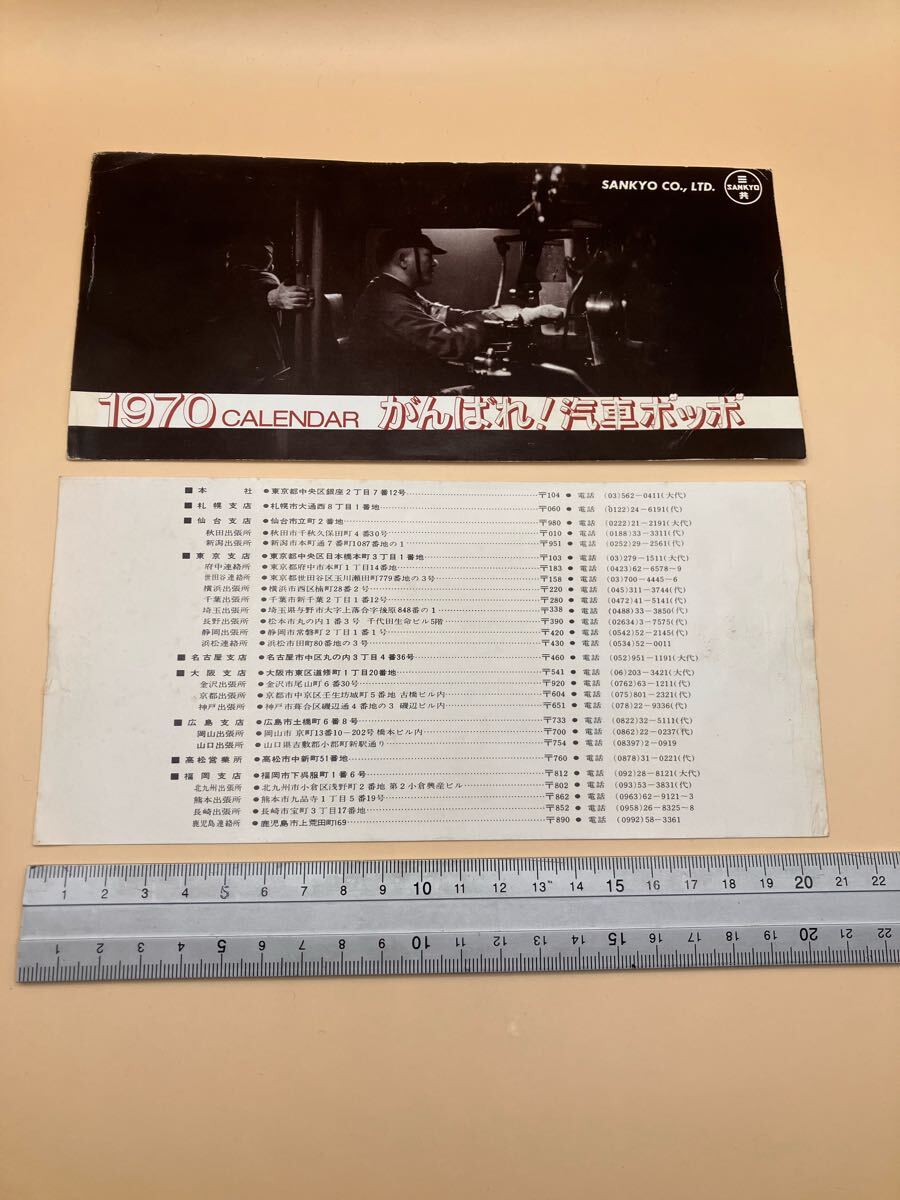 SANKYO CO., LTD.
三
SANKYO
共
1970 CALENDAR がんばれ!汽車ポッポ
■ 本社 ●東京都中央区銀座2丁目7番12号 〒104 ● 電話 (03)562-0411(大代)
■ 札幌支店 ●札幌市大通西8丁目1番地 〒060 ● 電話 (0122)24-6191(代)
■ 仙台支店 ●仙台市立町2番地 〒980 ● 電話 (0222)21-2191(大代)
秋田出張所 ●秋田市千秋久保田町4番30号 〒010 ● 電話 (0188)33-3311(代)
新潟出張所 ●新潟市本町通7番町1087番地の1 〒951 ● 電話 (0252)29-2561(代)
■ 東京支店 ●東京都中央区日本橋本町3丁目1番地 〒103 ● 電話 (03)279-1511(大代)
府中連絡所 ●東京都府中市本町1丁目14番地 〒183 ● 電話 (0423)62-6578-9
世田谷連絡所 ●東京都世田谷区玉川瀬田町779番地の3号 〒158 ● 電話 (03)700-4445-6
横浜出張所 ●横浜市西区楠町28番2号 〒220 ● 電話 (045)311-3744(代)
千葉出張所 ●千葉市新千葉2丁目1番12号 〒280 ● 電話 (0472)41-5141(代)
埼玉出張所 ●埼玉県与野市大字上落合字後原848番の1 〒338 ● 電話 (0488)33-3850(代)
長野出張所 ●松本市丸の内1番3号 千代田生命ビル5階 〒390 ● 電話 (02634)3-7575(代)
静岡出張所 ●静岡市常磐町2丁目1番1号 〒420 ● 電話 (0542)52-2145(代)
浜松連絡所 ●浜松市田町80番地の3号 〒430 ● 電話 (0534)52-0011
■ 名古屋支店 ●名古屋市中区丸の内3丁目4番36号 〒460 ● 電話 (052)951-1191(大代)
■ 大阪支店 ●大阪市東区道修町1丁目20番地 〒541 ● 電話 (06)203-3421(大代)
金沢出張所 ●金沢市尾山町6番30号 〒920 ● 電話 (0762)63-1211(代)
京都出張所 ●京都市中京区壬生坊城町5番地 古橋ビル内 〒604 ● 電話 (075)801-2321(代)
神戸出張所 ●神戸市葺合区磯辺通4番地の3 磯辺ビル内 〒651 ● 電話 (078)22-9336(代)
■ 広島支店 ●広島市土橋町6番8号 〒733 ● 電話 (0822)32-5111(代)
岡山出張所 ●岡山市 京町13番10-202号 橋本ビル内 〒700 ● 電話 (0862)22-0237(代)
山口出張所 ●山口県吉敷郡小郡町新駅通り 〒754 ● 電話 (08397)2-0919
■ 高松営業所 ●高松市中新町51番地 〒760 ● 電話 (0878)31-0221(代)
■ 福岡支店 ●福岡市下呉服町1番6号 〒812 ● 電話 (092)28-8121(大代)
北九州出張所 ●北九州市小倉区浅野町2番地 第2小倉興産ビル 〒802 ● 電話 (093)53-3831(代)
熊本出張所 ●熊本市九品寺1丁目5番19号 〒862 ● 電話 (0963)62-9121-3
長崎出張所 ●長崎市宝町3丁目17番地 〒852 ● 電話 (0958)26-8325-8
鹿児島連絡所 ●鹿児島市上荒田町169 〒890 ● 電話 (0992)58-3361
1 2 3 4 5 6 7 8 9 10 11 12 13 14 15 16 17 18 19 20 21 22
1 2 3 4 5 6 7 8 9 10 11 12 13 14 15 16 17 18 19 20 21 22